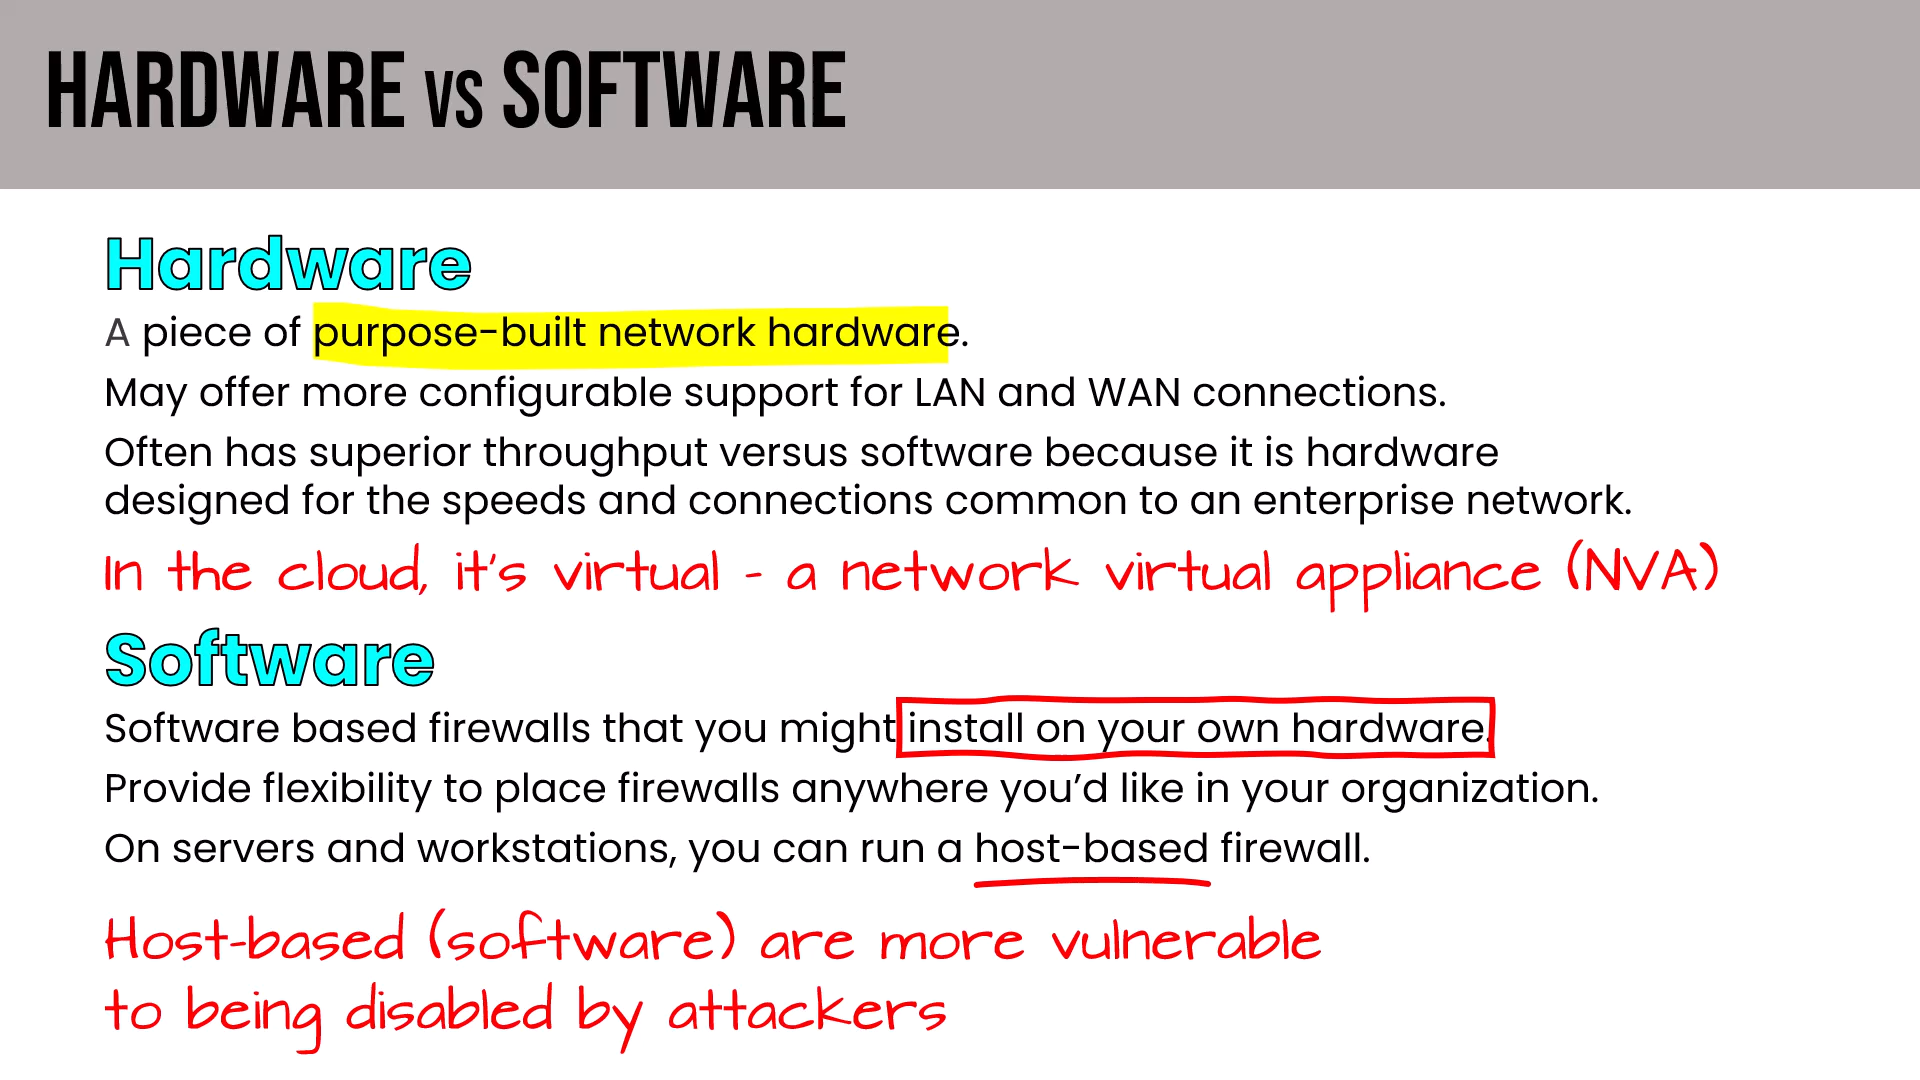 HARDWARE VS SOFTWARE
Hardware
A piece of purpose-built network hardware.
May offer more configurable support for LAN and WAN connections.
Often has superior throughput versus software because it is hardware
designed for the speeds and connections common to an enterprise network.
In the cloud, it's virtual - a network virtual appliance (NVA)
Software
Software based firewalls that you might install on your own hardware.
Provide flexibility to place firewalls anywhere you’d like in your organization.
On servers and workstations, you can run a host-based firewall.
Host-based (software) are more vulnerable
to being disabled by attackers